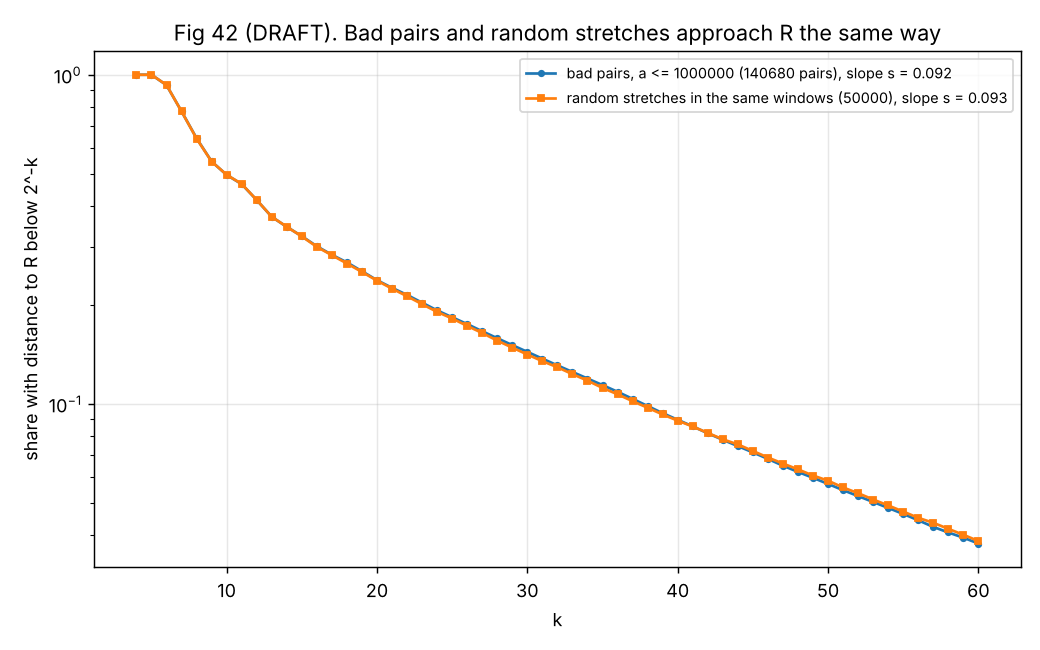 Fig 42 (DRAFT). Bad pairs and random stretches approach R the same way
bad pairs, a <= 1000000 (140680 pairs), slope s = 0.092
random stretches in the same windows (50000), slope s = 0.093
share with distance to R below 2^-k
10⁰
10⁻¹
10 20 30 40 50 60
k